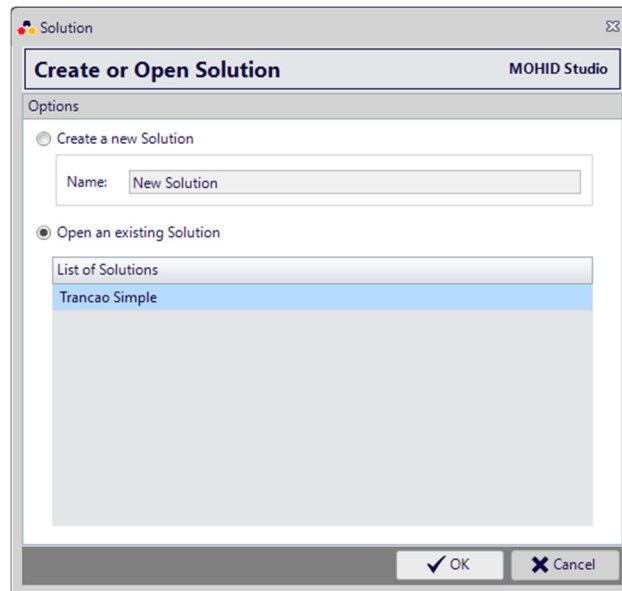 Solution
Create or Open Solution MOHID Studio
Options
Create a new Solution
Name: New Solution
Open an existing Solution
List of Solutions
Trancao Simple
OK Cancel